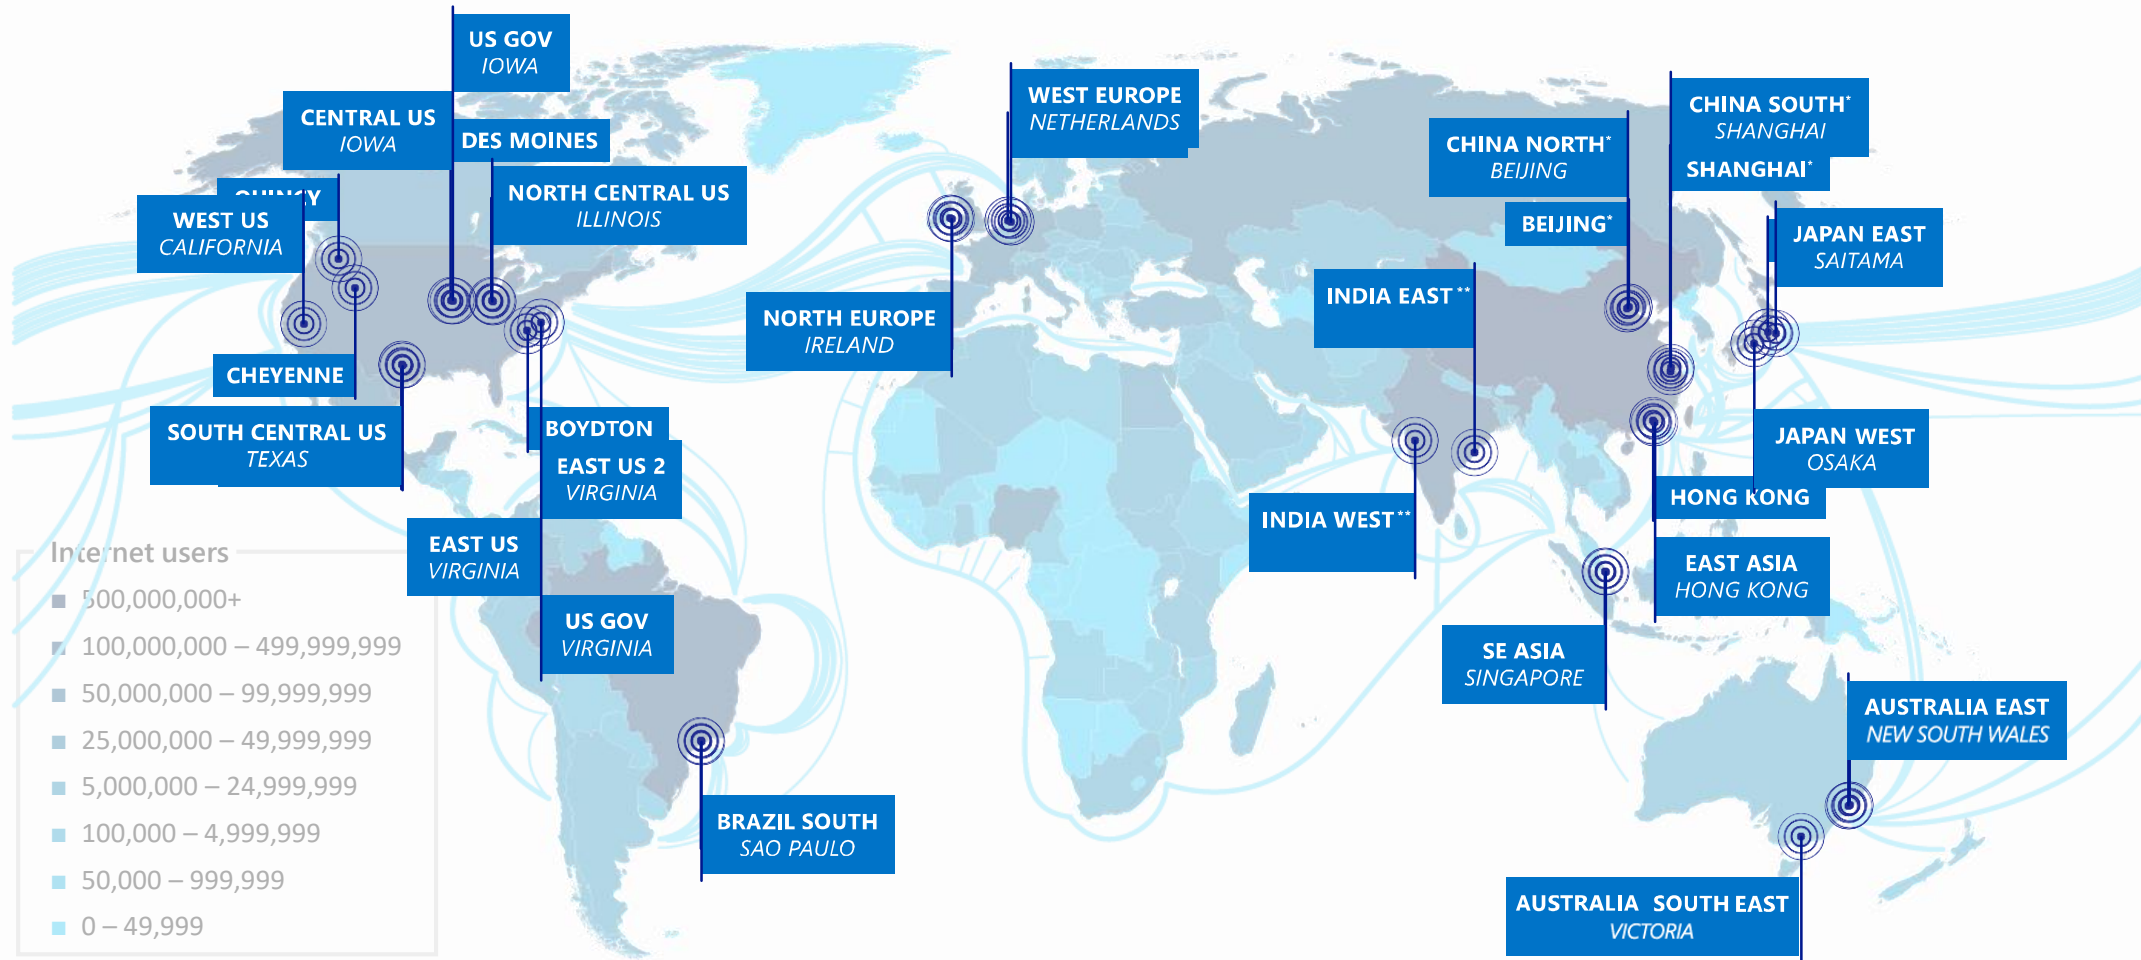 US GOV
IOWA
CENTRAL US
IOWA
DES MOINES
QUINCY
WEST US
CALIFORNIA
NORTH CENTRAL US
ILLINOIS
CHEYENNE
SOUTH CENTRAL US
TEXAS
BOYDTON
EAST US 2
VIRGINIA
EAST US
VIRGINIA
US GOV
VIRGINIA
BRAZIL SOUTH
SAO PAULO
WEST EUROPE
NETHERLANDS
NORTH EUROPE
IRELAND
CHINA SOUTH*
SHANGHAI
SHANGHAI*
CHINA NORTH*
BEIJING
BEIJING*
JAPAN EAST
SAITAMA
INDIA EAST**
INDIA WEST**
JAPAN WEST
OSAKA
HONG KONG
EAST ASIA
HONG KONG
SE ASIA
SINGAPORE
AUSTRALIA EAST
NEW SOUTH WALES
AUSTRALIA SOUTH EAST
VICTORIA
Internet users
500,000,000+
100,000,000 – 499,999,999
50,000,000 – 99,999,999
25,000,000 – 49,999,999
5,000,000 – 24,999,999
100,000 – 4,999,999
50,000 – 999,999
0 – 49,999